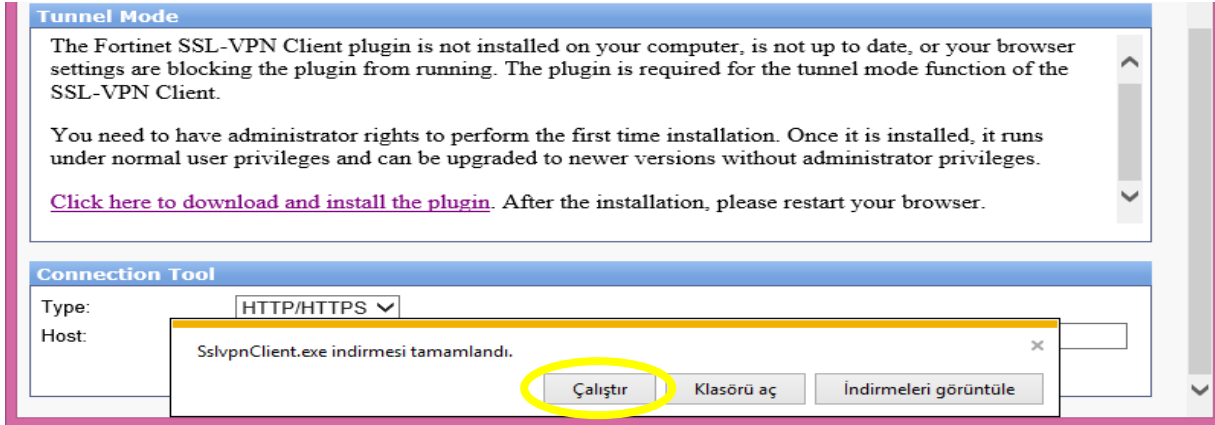 Tunnel Mode
The Fortinet SSL-VPN Client plugin is not installed on your computer, is not up to date, or your browser
settings are blocking the plugin from running. The plugin is required for the tunnel mode function of the
SSL-VPN Client.
You need to have administrator rights to perform the first time installation. Once it is installed, it runs
under normal user privileges and can be upgraded to newer versions without administrator privileges.
Click here to download and install the plugin. After the installation, please restart your browser.
Connection Tool
Type: HTTP/HTTPS
Host:
SslvpnClient.exe indirmesi tamamlandı.
Çalıştır Klasörü aç İndirmeleri görüntüle